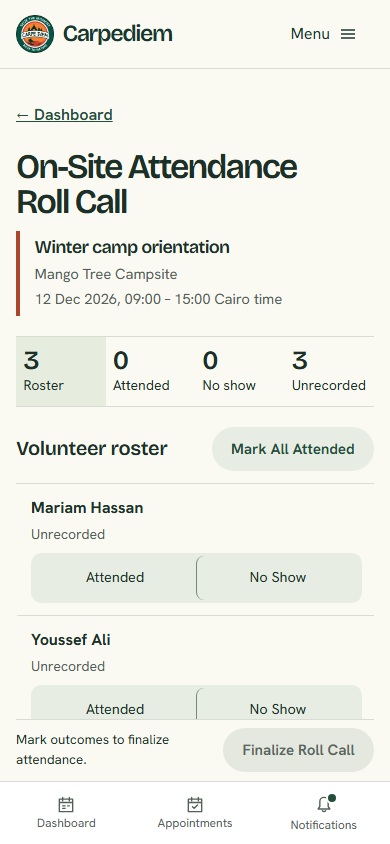 CARPE DIEM
Carpediem
Menu
← Dashboard
On-Site Attendance
Roll Call
Winter camp orientation
Mango Tree Campsite
12 Dec 2026, 09:00 – 15:00 Cairo time
3 0 0 3
Roster Attended No show Unrecorded
Volunteer roster
Mark All Attended
Mariam Hassan
Unrecorded
Attended No Show
Youssef Ali
Unrecorded
Attended No Show
Mark outcomes to finalize
attendance.
Finalize Roll Call
Dashboard Appointments Notifications